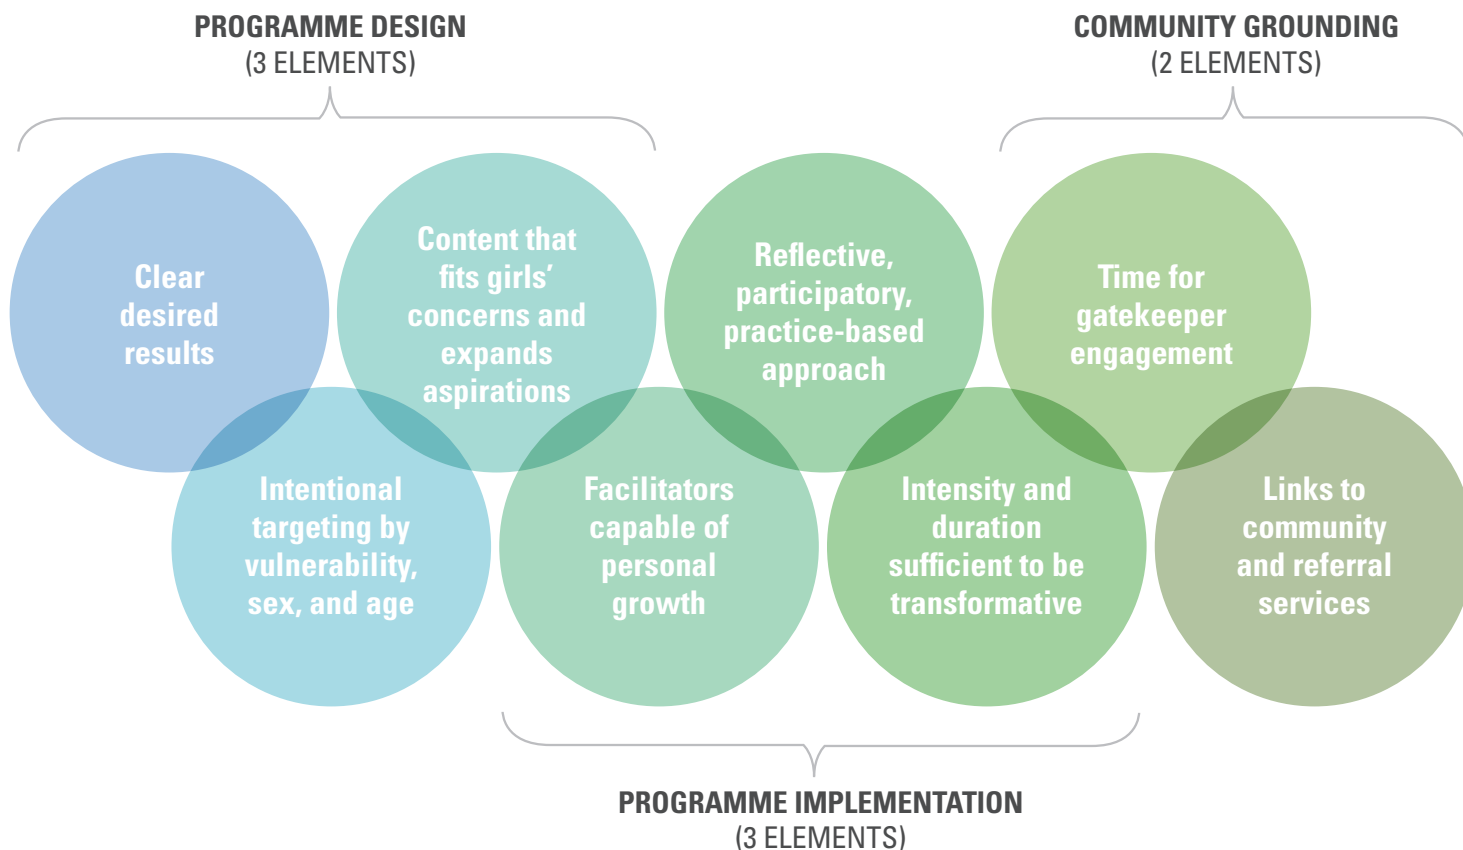 PROGRAMME DESIGN
(3 ELEMENTS)
COMMUNITY GROUNDING
(2 ELEMENTS)
Clear
desired
results
Content that
fits girls’
concerns and
expands
aspirations
Reflective,
participatory,
practice-based
approach
Time for
gatekeeper
engagement
Intentional
targeting by
vulnerability,
sex, and age
Facilitators
capable of
personal
growth
Intensity and
duration
sufficient to be
transformative
Links to
community
and referral
services
PROGRAMME IMPLEMENTATION
(3 ELEMENTS)